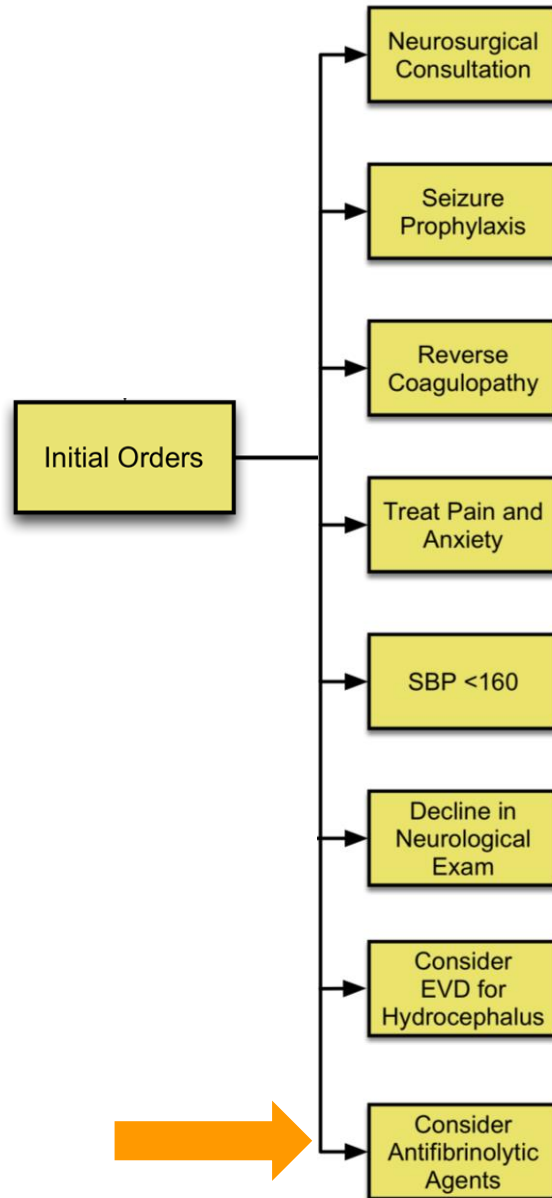 Neurosurgical
Consultation
Seizure
Prophylaxis
Reverse
Coagulopathy
Initial Orders
Treat Pain and
Anxiety
SBP <160
Decline in
Neurological
Exam
Consider
EVD for
Hydrocephalus
Consider
Antifibrinolytic
Agents